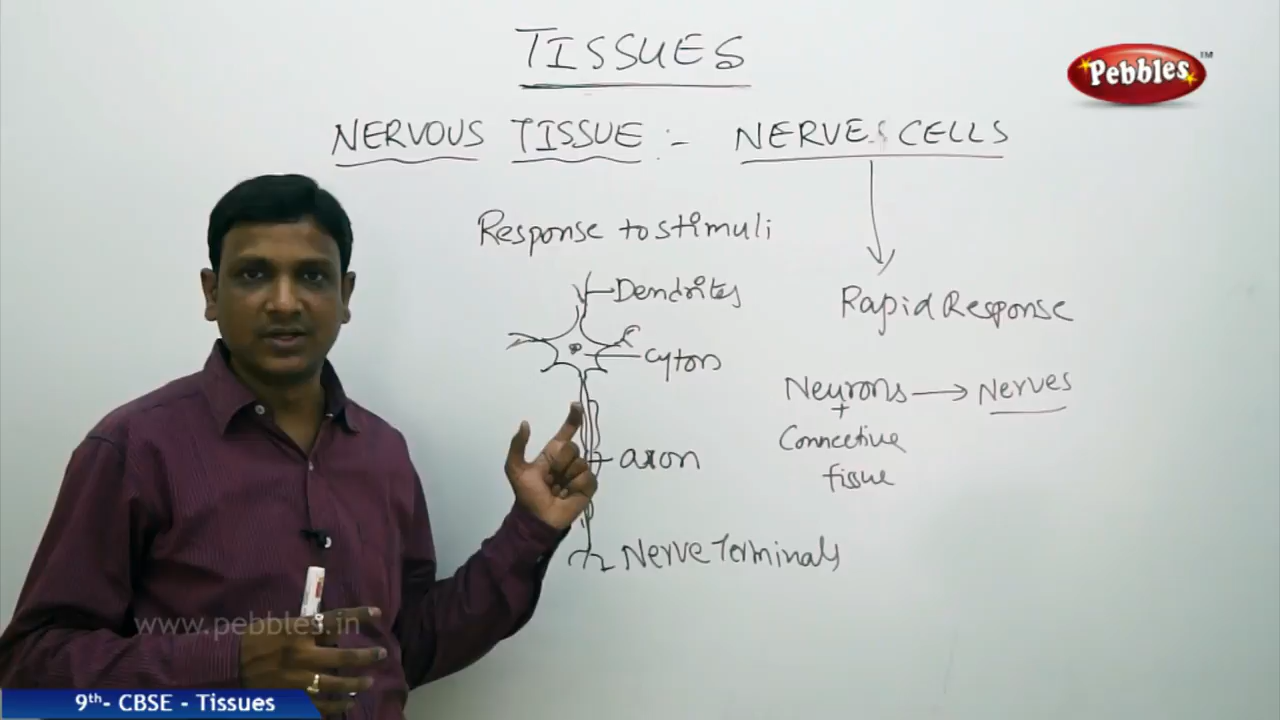 TISSUES
Pebbles™
NERVOUS TISSUE :- NERVE CELLS
Response to stimuli
Dendrites
Rapid Response
Cyton
Neurons → Nerves
+
Connective
tissue
axon
Nerve Terminals
www.pebbles.in
9th- CBSE - Tissues